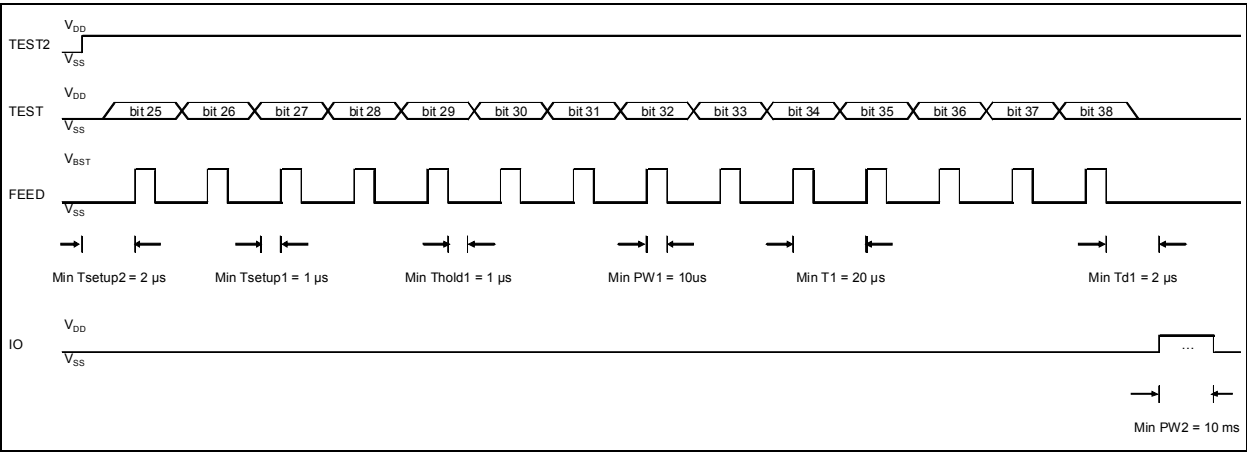 V_DD
TEST2
V_SS
V_DD
TEST bit 25 bit 26 bit 27 bit 28 bit 29 bit 30 bit 31 bit 32 bit 33 bit 34 bit 35 bit 36 bit 37 bit 38
V_SS
V_BST
FEED
V_SS
Min Tsetup2 = 2 µs Min Tsetup1 = 1 µs Min Thold1 = 1 µs Min PW1 = 10us Min T1 = 20 µs Min Td1 = 2 µs
V_DD
IO ...
V_SS
Min PW2 = 10 ms